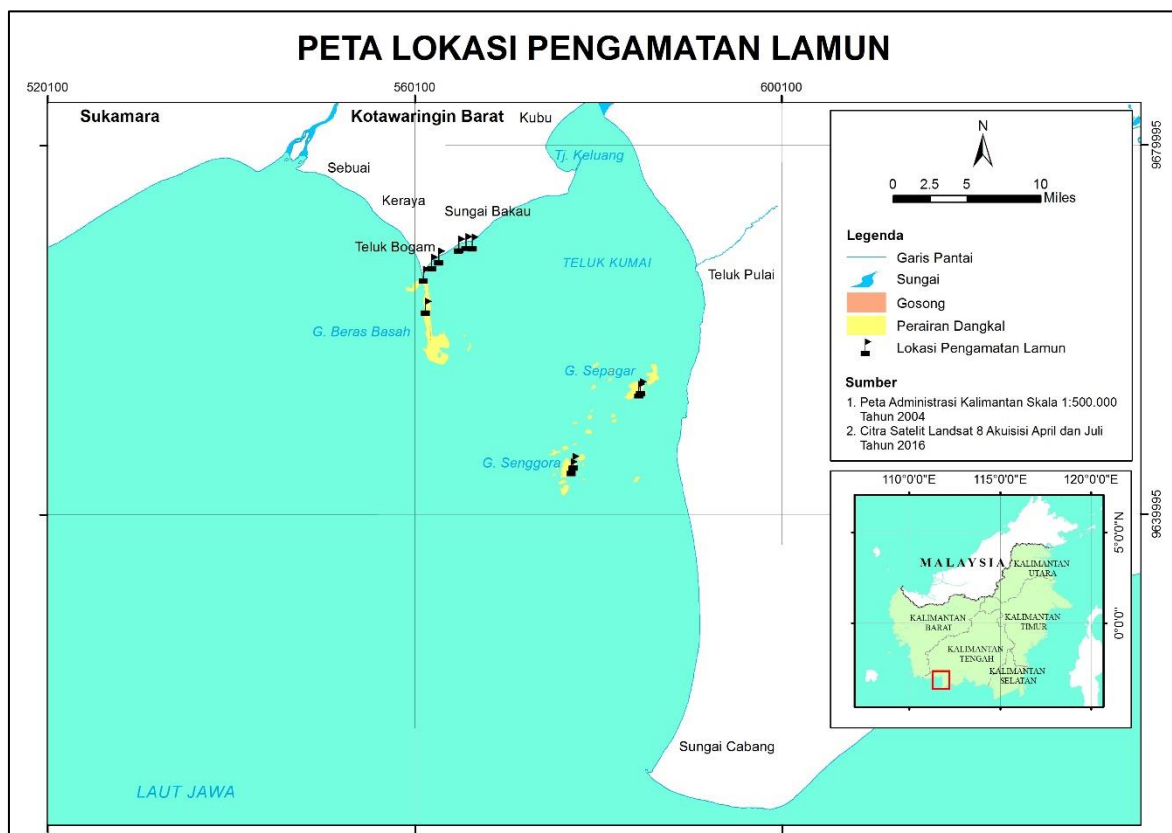 PETA LOKASI PENGAMATAN LAMUN
520100
560100
600100
Sukamara
Kotawaringin Barat
Kubu
Tj. Keluang
Sebuai
Keraya
Sungai Bakau
Teluk Bogam
TELUK KUMAI
Teluk Pulai
G. Beras Basah
G. Sepagar
G. Senggora
Sungai Cabang
LAUT JAWA
9679995
9639995
N
0 2.5 5 10
Miles
Legenda
Garis Pantai
Sungai
Gosong
Perairan Dangkal
Lokasi Pengamatan Lamun
Sumber
1. Peta Administrasi Kalimantan Skala 1:500.000
Tahun 2004
2. Citra Satelit Landsat 8 Akuisisi April dan Juli
Tahun 2016
110°0'0"E 115°0'0"E 120°0'0"E
5°0'0"N
0°0'0"
MALAYSIA
KALIMANTAN
UTARA
KALIMANTAN
BARAT
KALIMANTAN
TIMUR
KALIMANTAN
TENGAH
KALIMANTAN
SELATAN